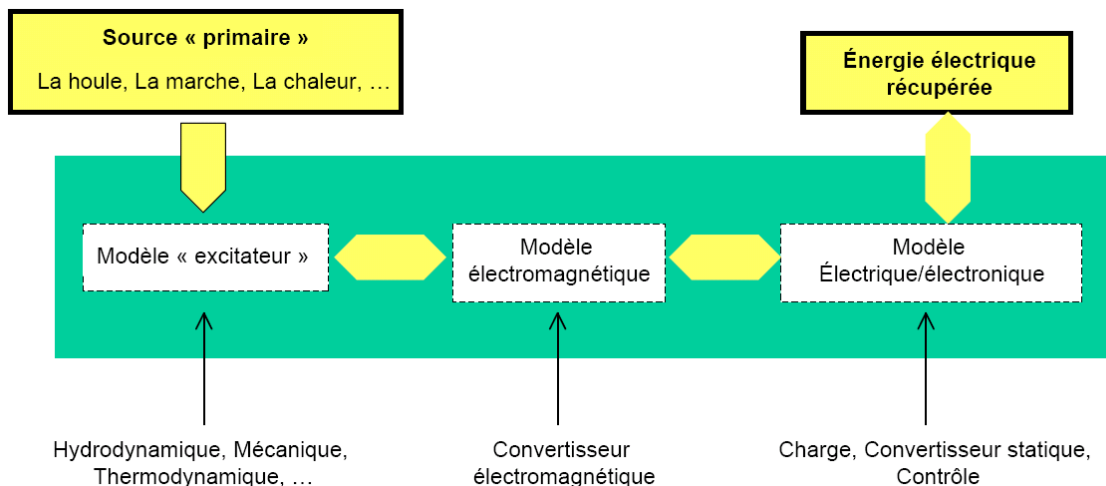 Source « primaire »
La houle, La marche, La chaleur, …
Énergie électrique
récupérée
Modèle « excitateur »
Modèle
électromagnétique
Modèle
Électrique/électronique
Hydrodynamique, Mécanique,
Thermodynamique, …
Convertisseur
électromagnétique
Charge, Convertisseur statique,
Contrôle